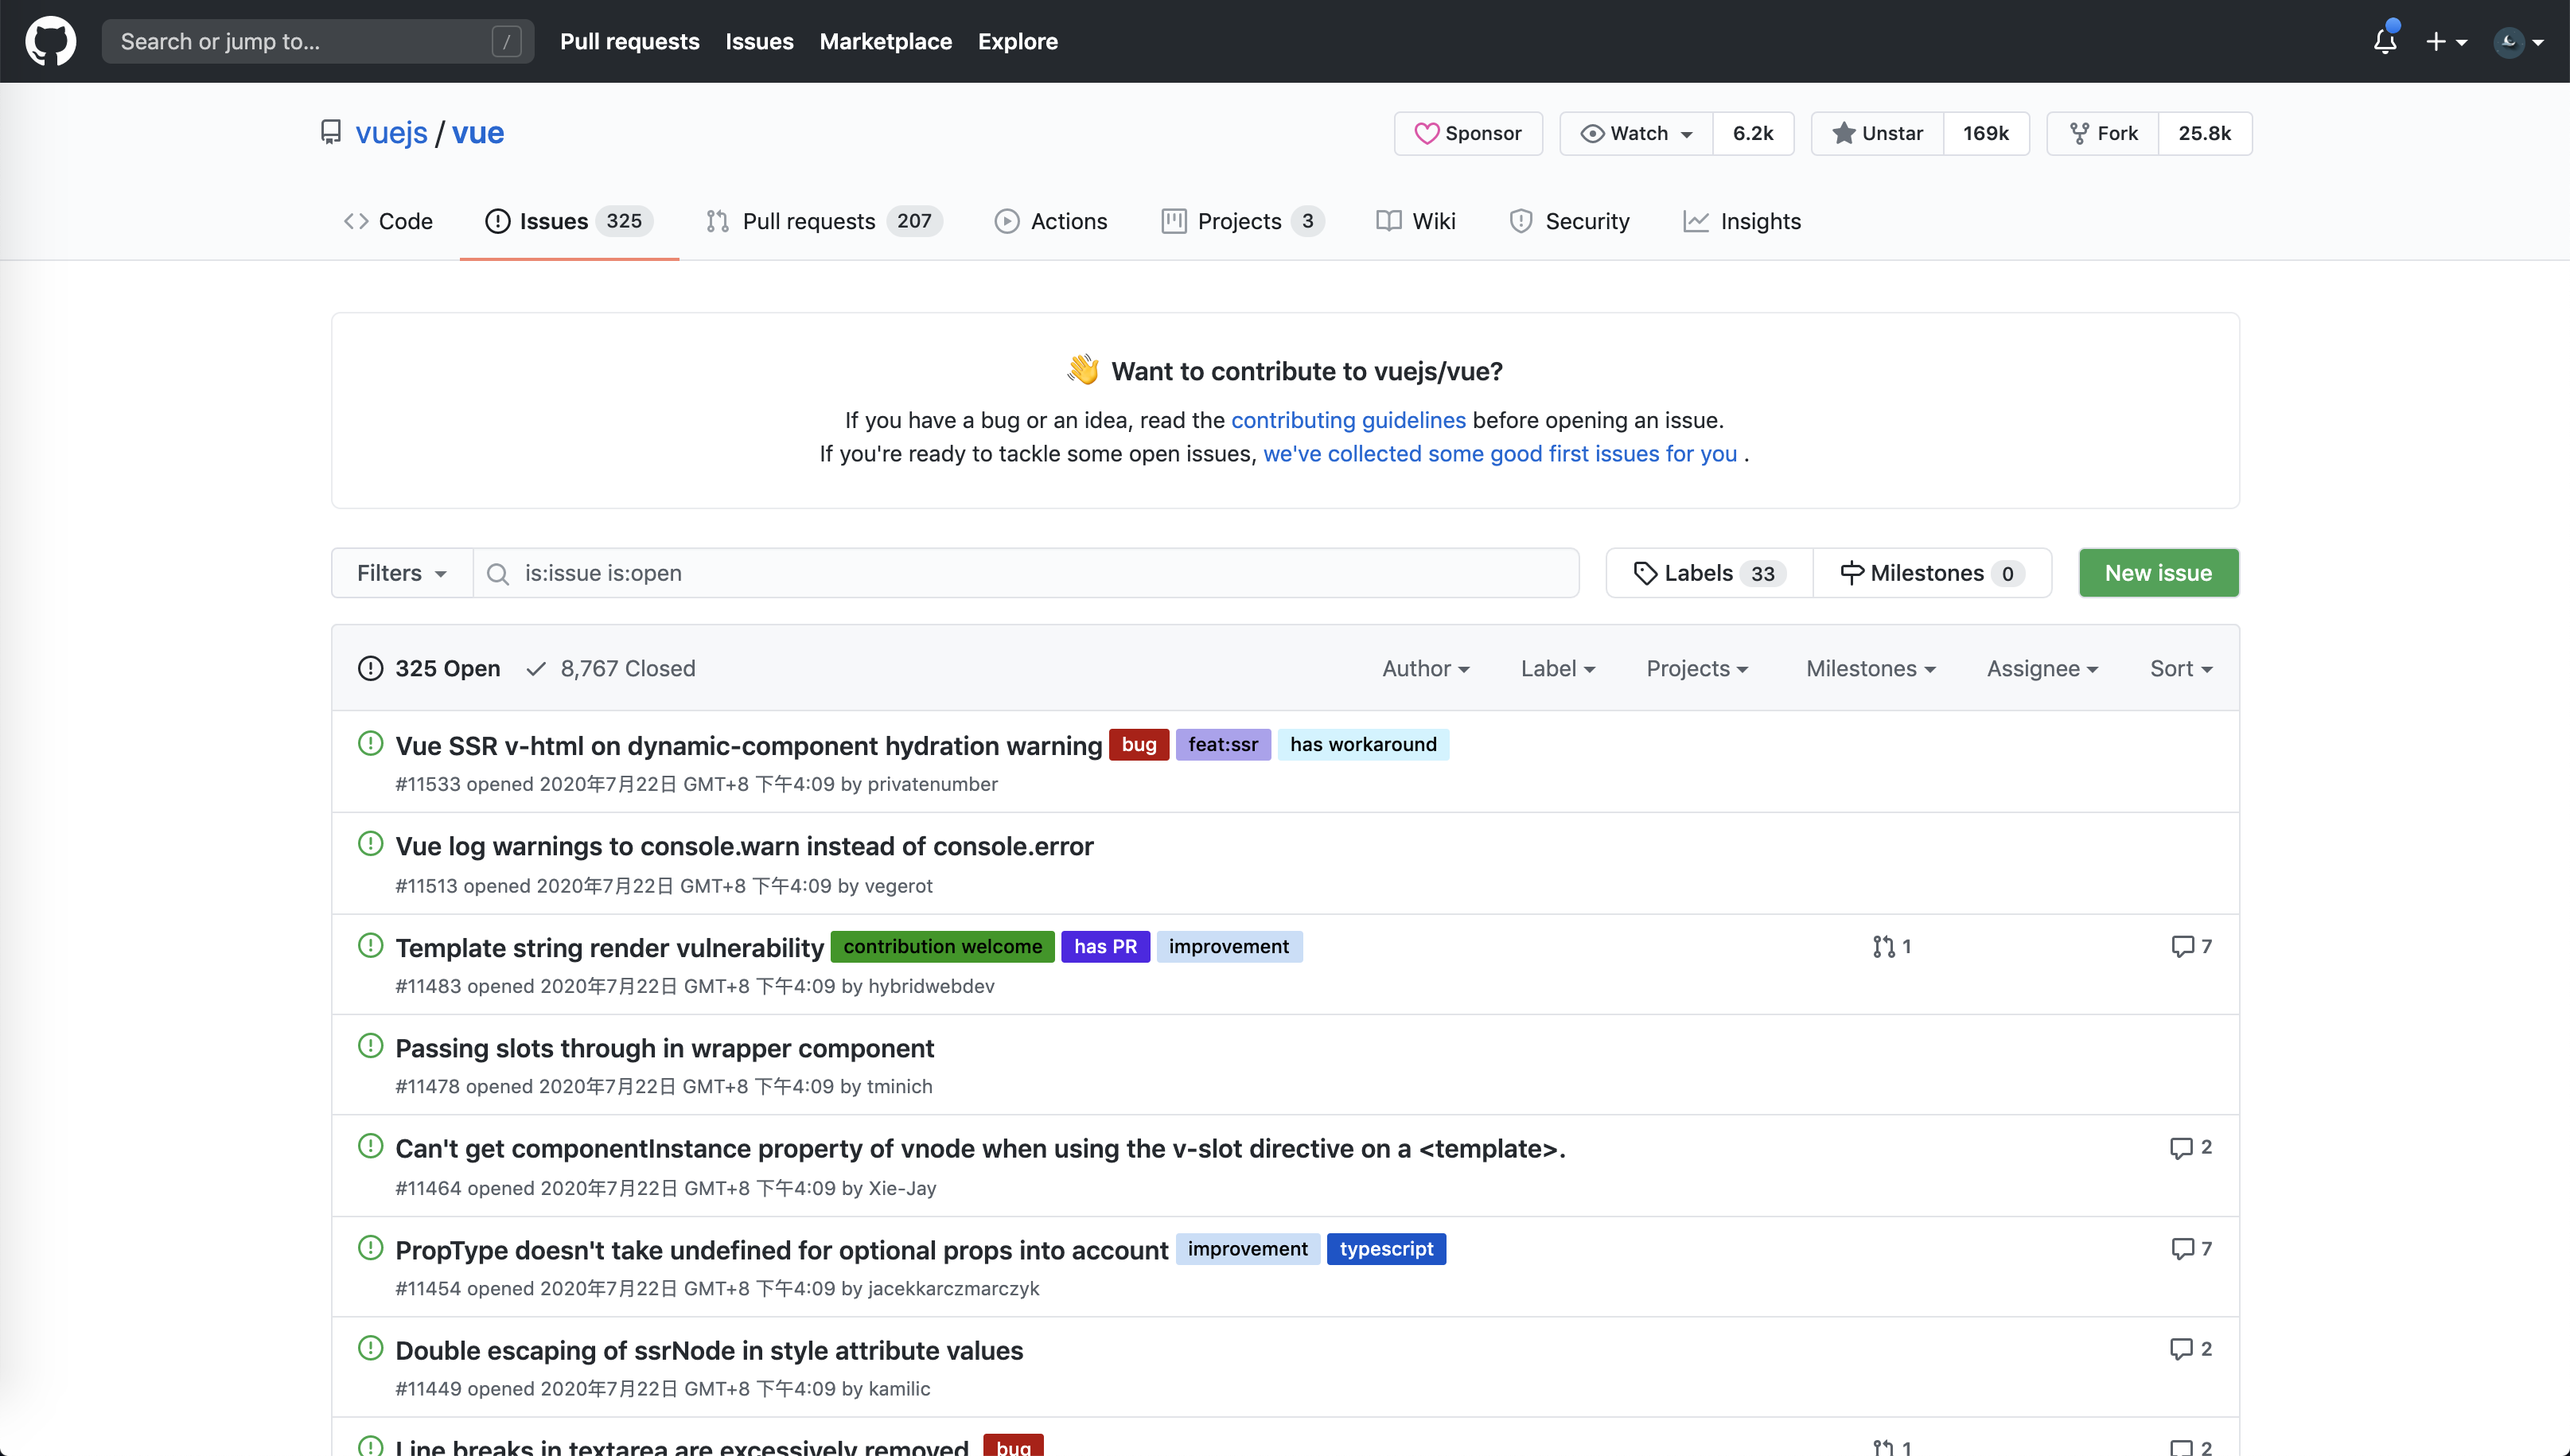 Search or jump to... /
Pull requests Issues Marketplace Explore
vuejs / vue
Sponsor Watch 6.2k Unstar 169k Fork 25.8k
Code Issues 325 Pull requests 207 Actions Projects 3 Wiki Security Insights
👋 Want to contribute to vuejs/vue?
If you have a bug or an idea, read the contributing guidelines before opening an issue.
If you're ready to tackle some open issues, we've collected some good first issues for you .
Filters is:issue is:open Labels 33 Milestones 0 New issue
325 Open 8,767 Closed Author Label Projects Milestones Assignee Sort
Vue SSR v-html on dynamic-component hydration warning bug feat:ssr has workaround
#11533 opened 2020年7月22日 GMT+8 下午4:09 by privatenumber
Vue log warnings to console.warn instead of console.error
#11513 opened 2020年7月22日 GMT+8 下午4:09 by vegerot
Template string render vulnerability contribution welcome has PR improvement 1 7
#11483 opened 2020年7月22日 GMT+8 下午4:09 by hybridwebdev
Passing slots through in wrapper component
#11478 opened 2020年7月22日 GMT+8 下午4:09 by tminich
Can't get componentInstance property of vnode when using the v-slot directive on a <template>. 2
#11464 opened 2020年7月22日 GMT+8 下午4:09 by Xie-Jay
PropType doesn't take undefined for optional props into account improvement typescript 7
#11454 opened 2020年7月22日 GMT+8 下午4:09 by jacekkarczmarczyk
Double escaping of ssrNode in style attribute values 2
#11449 opened 2020年7月22日 GMT+8 下午4:09 by kamilic
Line breaks in textarea are excessively removed bug 1 2